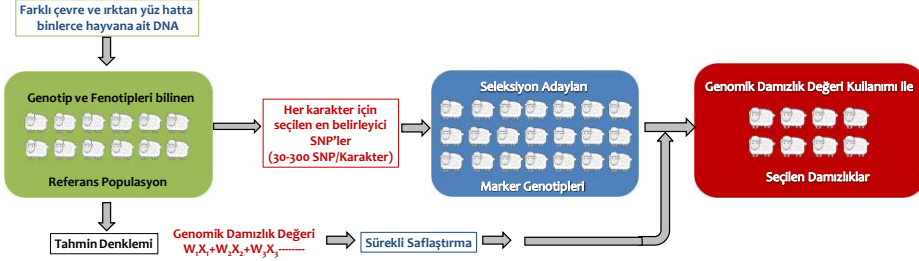 Farklı çevre ve ırktan yüz hatta
binlerce hayvana ait DNA
Genotip ve Fenotipleri bilinen
Referans Populasyon
Her karakter için
seçilen en belirleyici
SNP'ler
(30-300 SNP/Karakter)
Seleksiyon Adayları
Marker Genotipleri
Genomik Damızlık Değeri Kullanımı ile
Seçilen Damızlıklar
Tahmin Denklemi
Genomik Damızlık Değeri
W₁X₁+W₂X₂+W₃X₃--------
Sürekli Saflaştırma